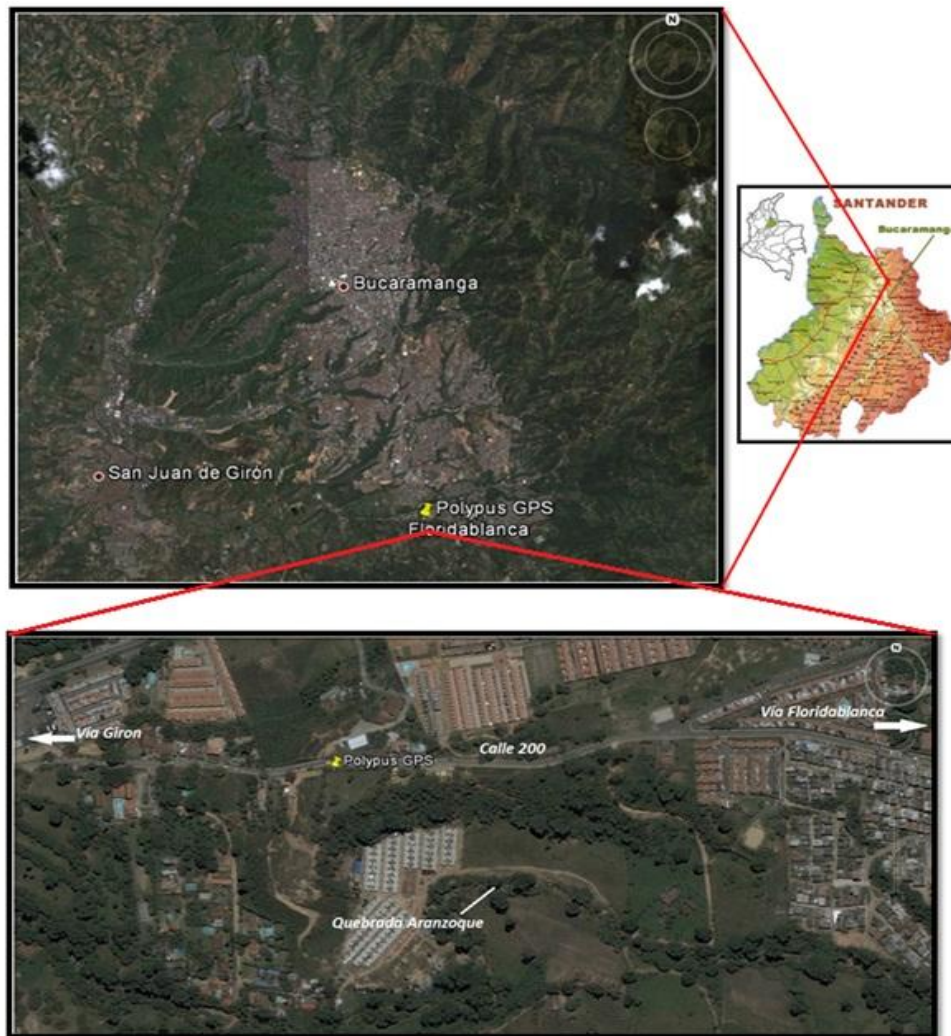 N
Bucaramanga
San Juan de Girón
Polypus GPS
Floridablanca
SANTANDER
Bucaramanga
N
Vía Giron
Vía Floridablanca
Calle 200
Polypus GPS
Quebrada Aranzoque